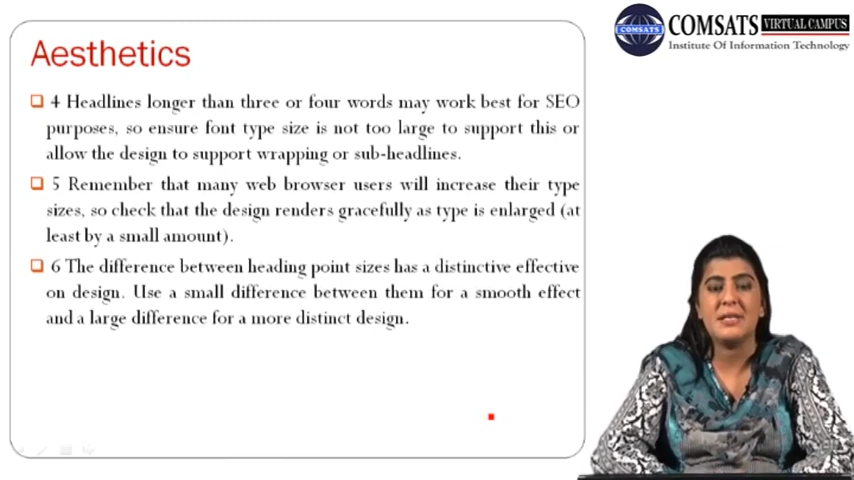 Aesthetics
4 Headlines longer than three or four words may work best for SEO
purposes, so ensure font type size is not too large to support this or
allow the design to support wrapping or sub-headlines.
5 Remember that many web browser users will increase their type
sizes, so check that the design renders gracefully as type is enlarged (at
least by a small amount).
6 The difference between heading point sizes has a distinctive effective
on design. Use a small difference between them for a smooth effect
and a large difference for a more distinct design.
COMSATS
COMSATS VIRTUAL CAMPUS
Institute Of Information Technology